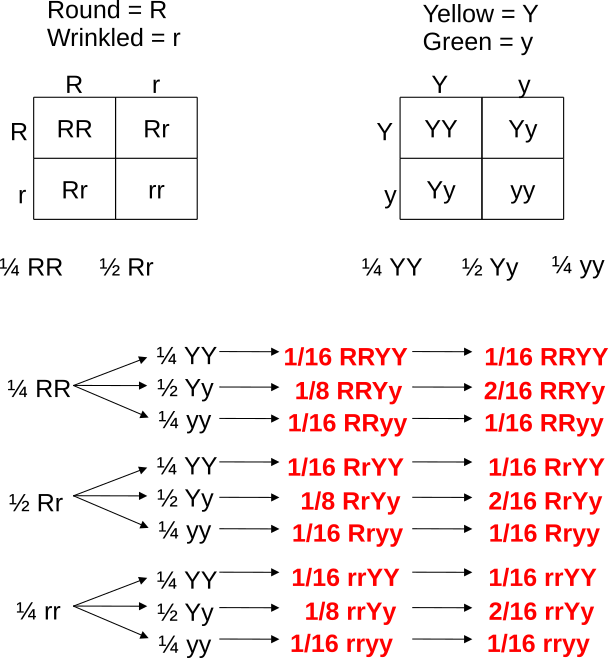 Round = R
Wrinkled = r
Yellow = Y
Green = y
R r
R RR Rr
r Rr rr
Y y
Y YY Yy
y Yy yy
¼ RR ½ Rr
¼ YY ½ Yy ¼ yy
¼ RR
¼ YY 1/16 RRYY 1/16 RRYY
½ Yy 1/8 RRYy 2/16 RRYy
¼ yy 1/16 RRyy 1/16 RRyy
½ Rr
¼ YY 1/16 RrYY 1/16 RrYY
½ Yy 1/8 RrYy 2/16 RrYy
¼ yy 1/16 Rryy 1/16 Rryy
¼ rr
¼ YY 1/16 rrYY 1/16 rrYY
½ Yy 1/8 rrYy 2/16 rrYy
¼ yy 1/16 rryy 1/16 rryy